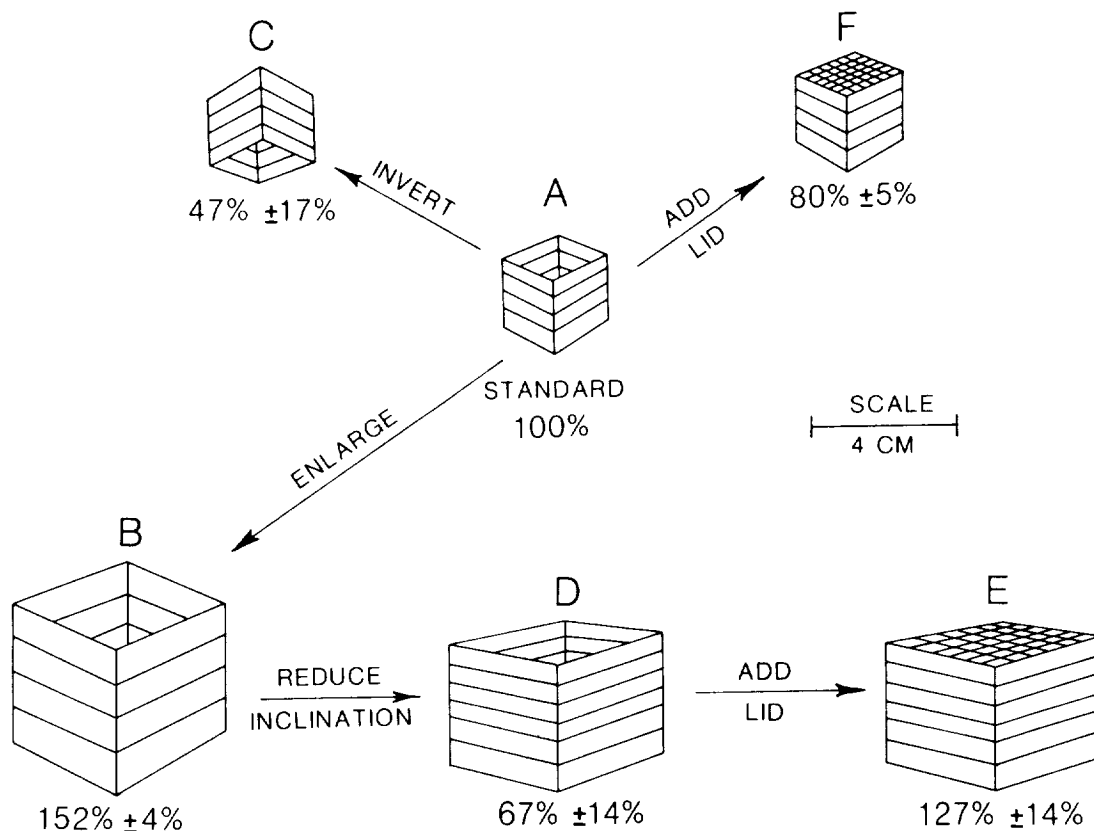 C
F
47% ±17%
INVERT
A
ADD
LID
80% ±5%
STANDARD
100%
SCALE
4 CM
ENLARGE
B
D
E
REDUCE
INCLINATION
ADD
LID
152% ±4%
67% ±14%
127% ±14%